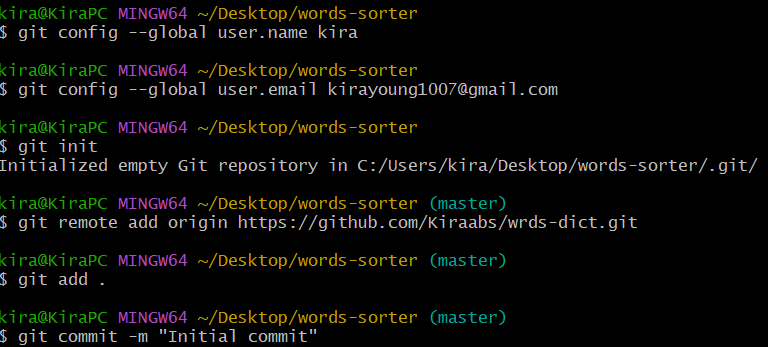 kira@KiraPC MINGW64 ~/Desktop/words-sorter
$ git config --global user.name kira
kira@KiraPC MINGW64 ~/Desktop/words-sorter
$ git config --global user.email kirayoung1007@gmail.com
kira@KiraPC MINGW64 ~/Desktop/words-sorter
$ git init
Initialized empty Git repository in C:/Users/kira/Desktop/words-sorter/.git/
kira@KiraPC MINGW64 ~/Desktop/words-sorter (master)
$ git remote add origin https://github.com/Kiraabs/wrds-dict.git
kira@KiraPC MINGW64 ~/Desktop/words-sorter (master)
$ git add .
kira@KiraPC MINGW64 ~/Desktop/words-sorter (master)
$ git commit -m "Initial commit"